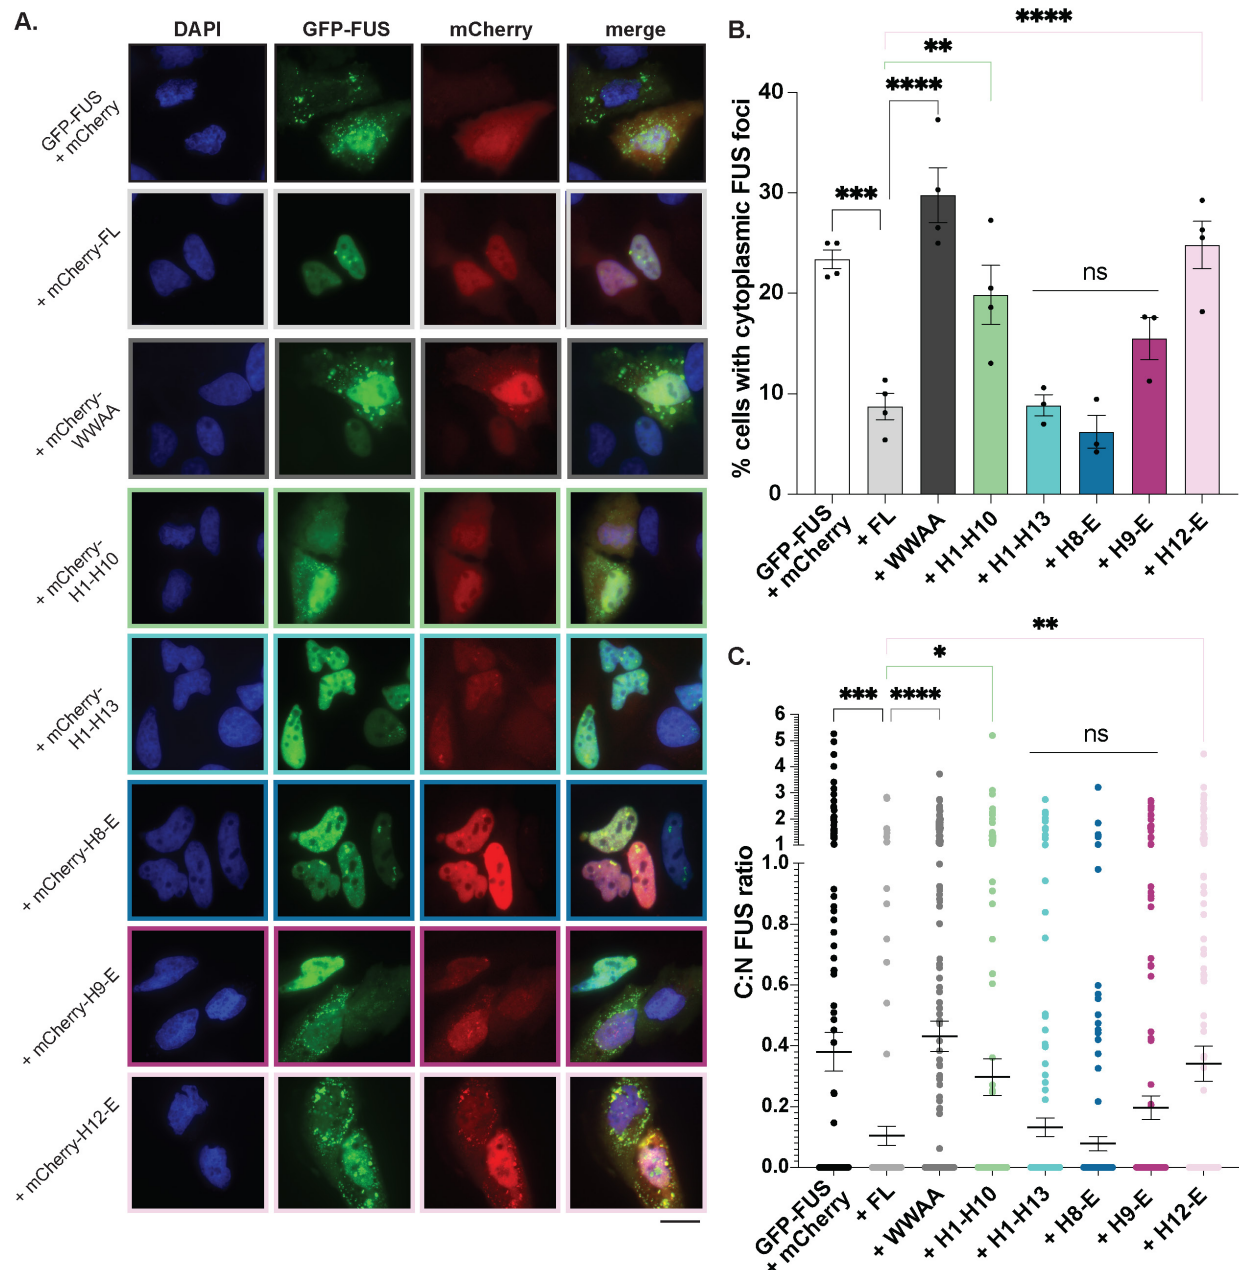 A.
DAPI
GFP-FUS
mCherry
merge
GFP-FUS
+ mCherry
+ mCherry-FL
+ mCherry-
WWAA
+ mCherry-
H1-H10
+ mCherry-
H1-H13
+ mCherry-H8-E
+ mCherry-H9-E
+ mCherry-H12-E
B.
****
**
****
***
ns
% cells with cytoplasmic FUS foci
40
30
20
10
0
GFP-FUS
+ mCherry
+ FL
+ WWAA
+ H1-H10
+ H1-H13
+ H8-E
+ H9-E
+ H12-E
C.
**
*
***
****
ns
C:N FUS ratio
6
5
4
3
2
1
1.0
0.8
0.6
0.4
0.2
0.0
GFP-FUS
+ mCherry
+ FL
+ WWAA
+ H1-H10
+ H1-H13
+ H8-E
+ H9-E
+ H12-E